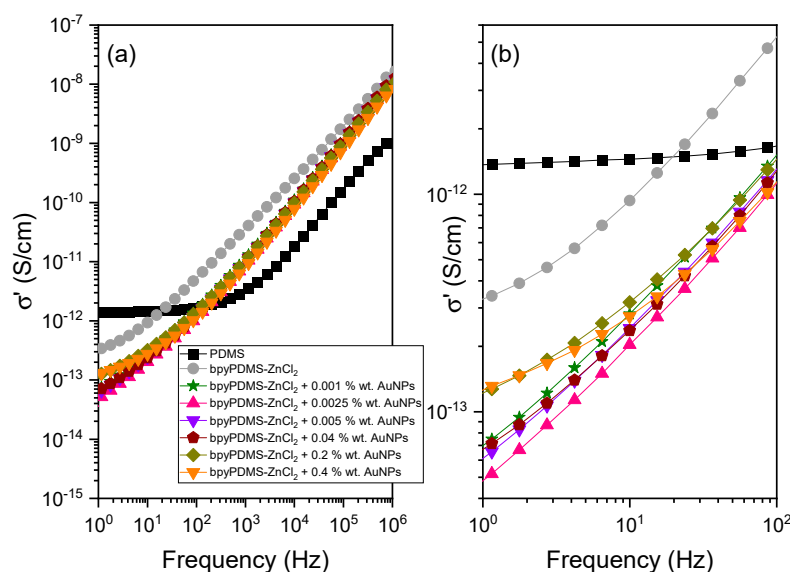 (a)
10⁻⁷
10⁻⁸
10⁻⁹
10⁻¹⁰
10⁻¹¹
10⁻¹²
10⁻¹³
10⁻¹⁴
10⁻¹⁵
σ' (S/cm)
PDMS
bpyPDMS-ZnCl₂
bpyPDMS-ZnCl₂ + 0.001 % wt. AuNPs
bpyPDMS-ZnCl₂ + 0.0025 % wt. AuNPs
bpyPDMS-ZnCl₂ + 0.005 % wt. AuNPs
bpyPDMS-ZnCl₂ + 0.04 % wt. AuNPs
bpyPDMS-ZnCl₂ + 0.2 % wt. AuNPs
bpyPDMS-ZnCl₂ + 0.4 % wt. AuNPs
10⁰ 10¹ 10² 10³ 10⁴ 10⁵ 10⁶
Frequency (Hz)
(b)
10⁻¹²
10⁻¹³
σ' (S/cm)
10⁰ 10¹ 10²
Frequency (Hz)